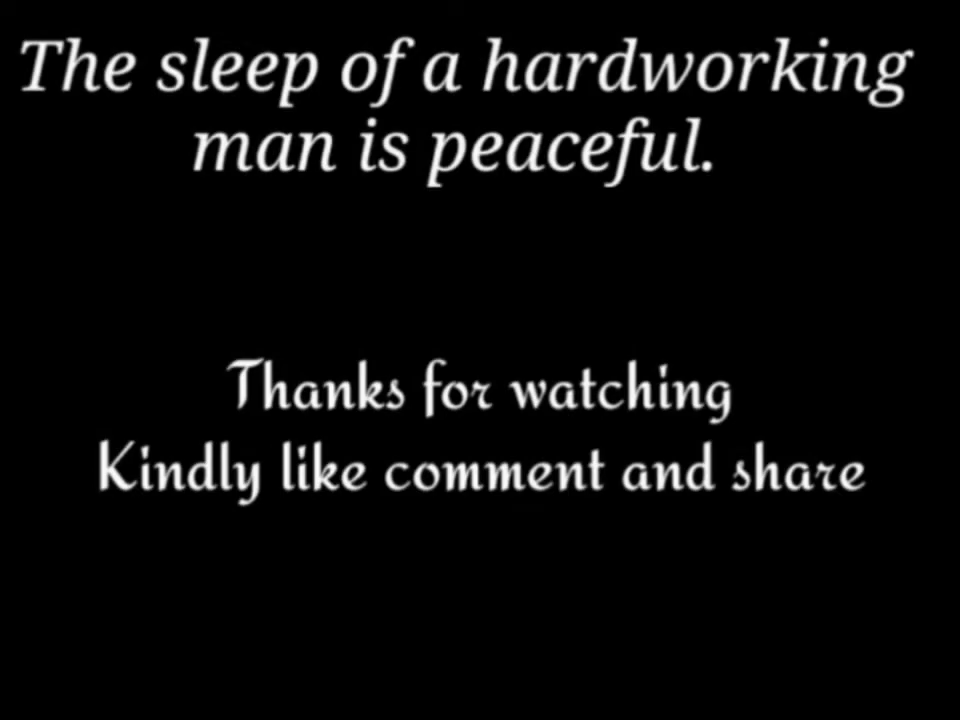 The sleep of a hardworking
man is peaceful.
Thanks for watching
Kindly like comment and share